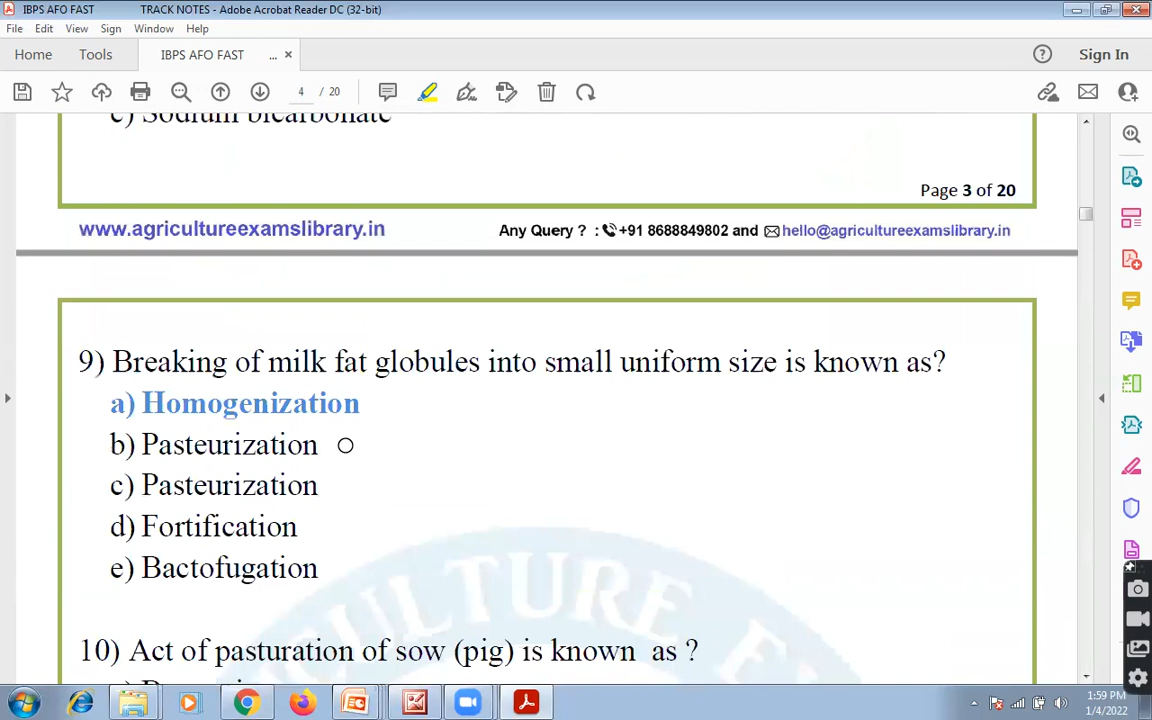 IBPS AFO FAST TRACK NOTES - Adobe Acrobat Reader DC (32-bit)
File Edit View Sign Window Help
Home Tools IBPS AFO FAST ... × Sign In
4 / 20
c) Sodium bicarbonate
Page 3 of 20
www.agricultureexamslibrary.in Any Query ? : +91 8688849802 and hello@agricultureexamslibrary.in
9) Breaking of milk fat globules into small uniform size is known as?
a) Homogenization
b) Pasteurization
c) Pasteurization
d) Fortification
e) Bactofugation
10) Act of pasturation of sow (pig) is known as ?
CULTURE
1:59 PM
1/4/2022